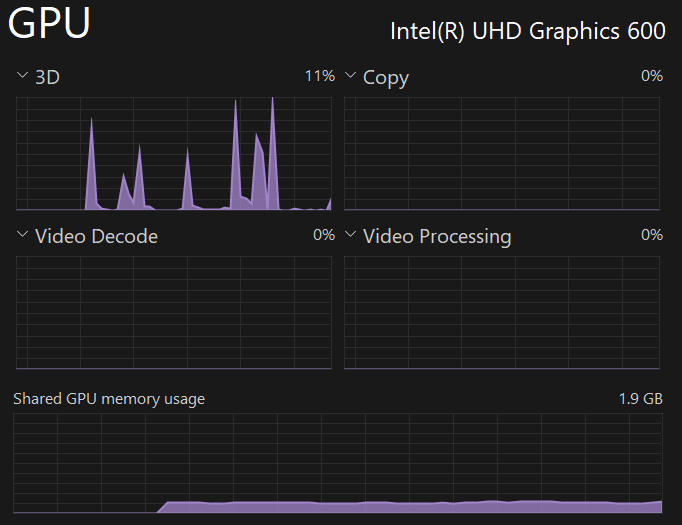 GPU
Intel(R) UHD Graphics 600
3D 11%
Copy 0%
Video Decode 0%
Video Processing 0%
Shared GPU memory usage 1.9 GB